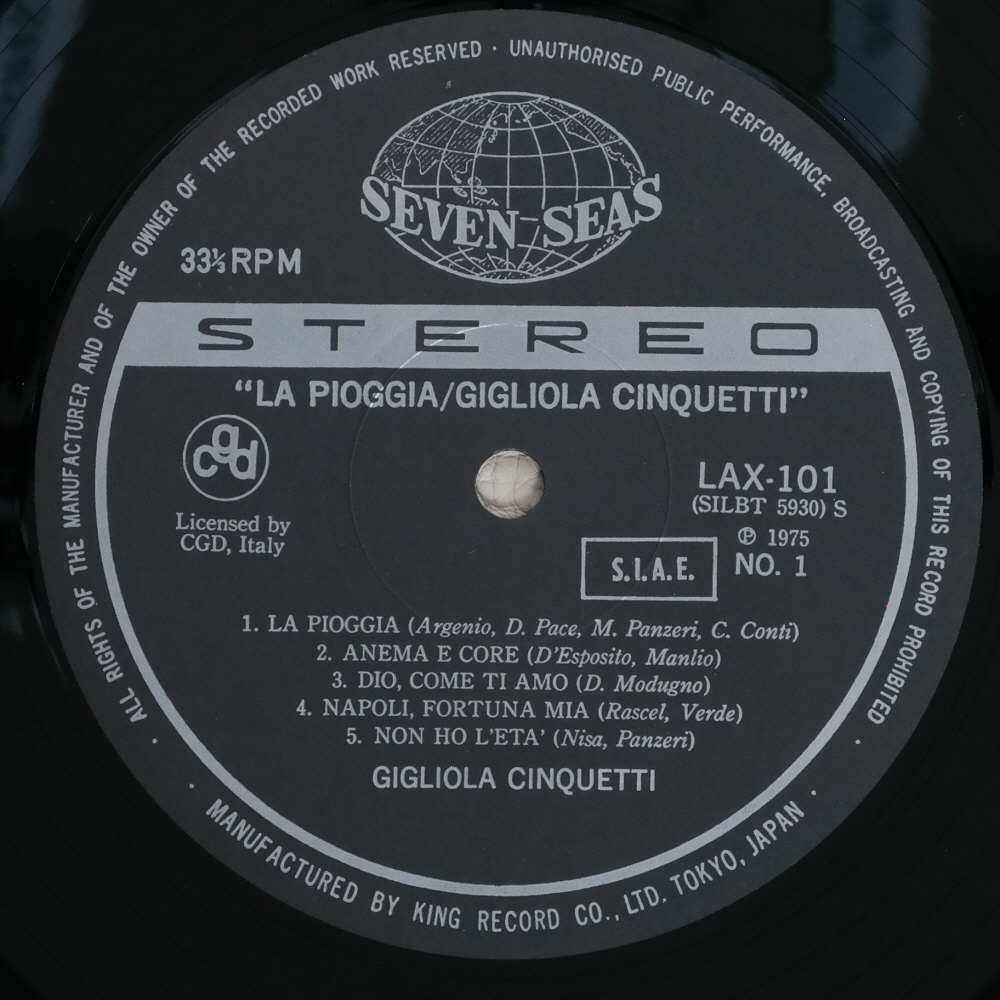 ALL RIGHTS OF THE MANUFACTURER AND OF THE OWNER OF THE RECORDED WORK RESERVED · UNAUTHORISED PUBLIC PERFORMANCE, BROADCASTING AND COPYING OF THIS RECORD PROHIBITED
SEVEN SEAS
33⅓ RPM
STEREO
“LA PIOGGIA/GIGLIOLA CINQUETTI”
cgd
Licensed by
CGD, Italy
LAX-101
(SILBT 5930) S
℗ 1975
S.I.A.E.
NO. 1
1. LA PIOGGIA (Argenio, D. Pace, M. Panzeri, C. Conti)
2. ANEMA E CORE (D'Esposito, Manlio)
3. DIO, COME TI AMO (D. Modugno)
4. NAPOLI, FORTUNA MIA (Rascel, Verde)
5. NON HO L'ETA' (Nisa, Panzeri)
GIGLIOLA CINQUETTI
· MANUFACTURED BY KING RECORD CO., LTD. TOKYO, JAPAN ·